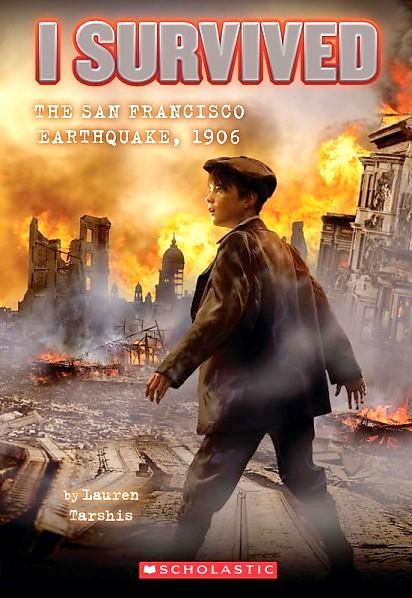 I SURVIVED
THE SAN FRANCISCO
EARTHQUAKE, 1906
by Lauren
Tarshis
SCHOLASTIC